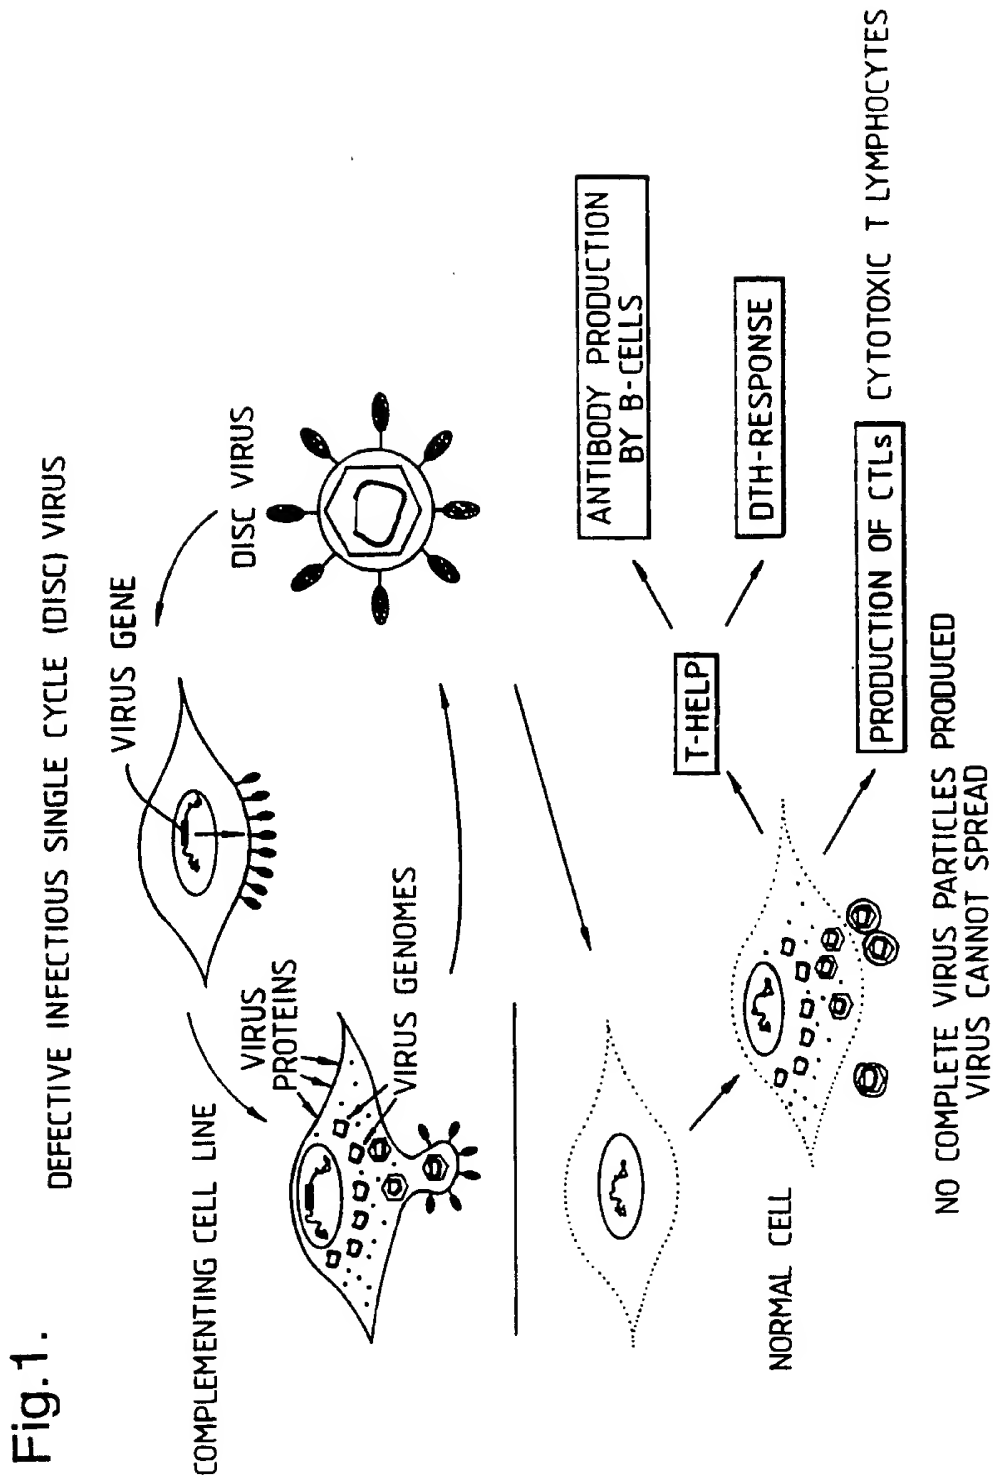 Fig.1.
DEFECTIVE INFECTIOUS SINGLE CYCLE (DISC) VIRUS
COMPLEMENTING CELL LINE
VIRUS GENE
VIRUS
PROTEINS
DISC VIRUS
VIRUS GENOMES
NORMAL CELL
T-HELP
ANTIBODY PRODUCTION
BY B-CELLS
DTH-RESPONSE
PRODUCTION OF CTLs
CYTOTOXIC T LYMPHOCYTES
NO COMPLETE VIRUS PARTICLES PRODUCED
VIRUS CANNOT SPREAD